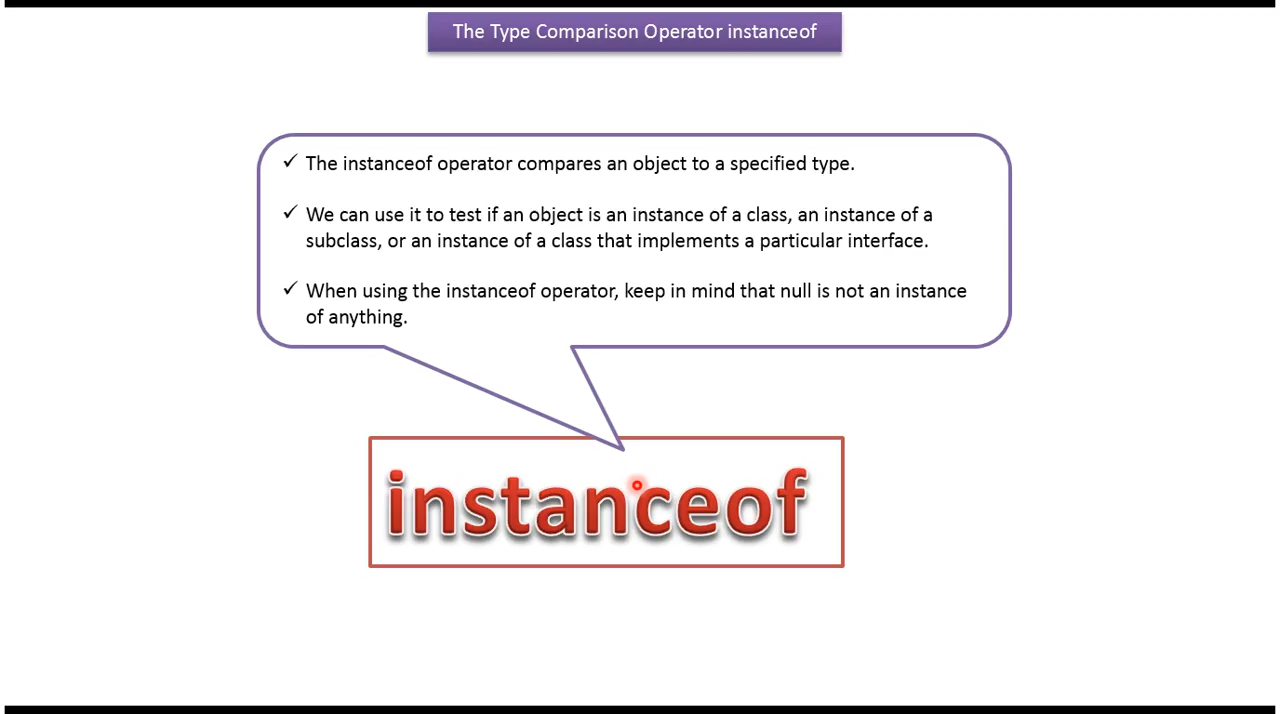 The Type Comparison Operator instanceof
✓ The instanceof operator compares an object to a specified type.
✓ We can use it to test if an object is an instance of a class, an instance of a
subclass, or an instance of a class that implements a particular interface.
✓ When using the instanceof operator, keep in mind that null is not an instance
of anything.
instanceof